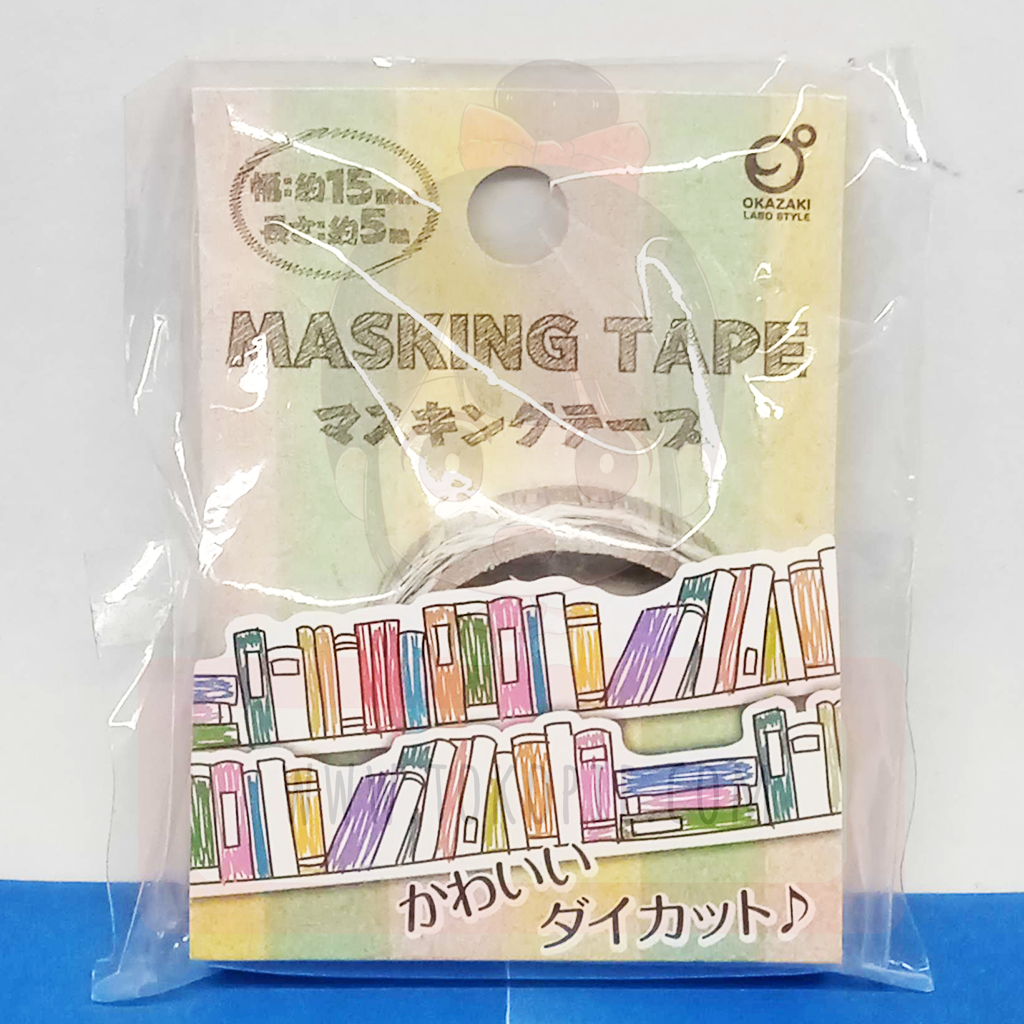 幅:約15mm
長さ:約5m
OKAZAKI
LABO STYLE
MASKING TAPE
マスキングテープ
かわいい
ダイカット♪